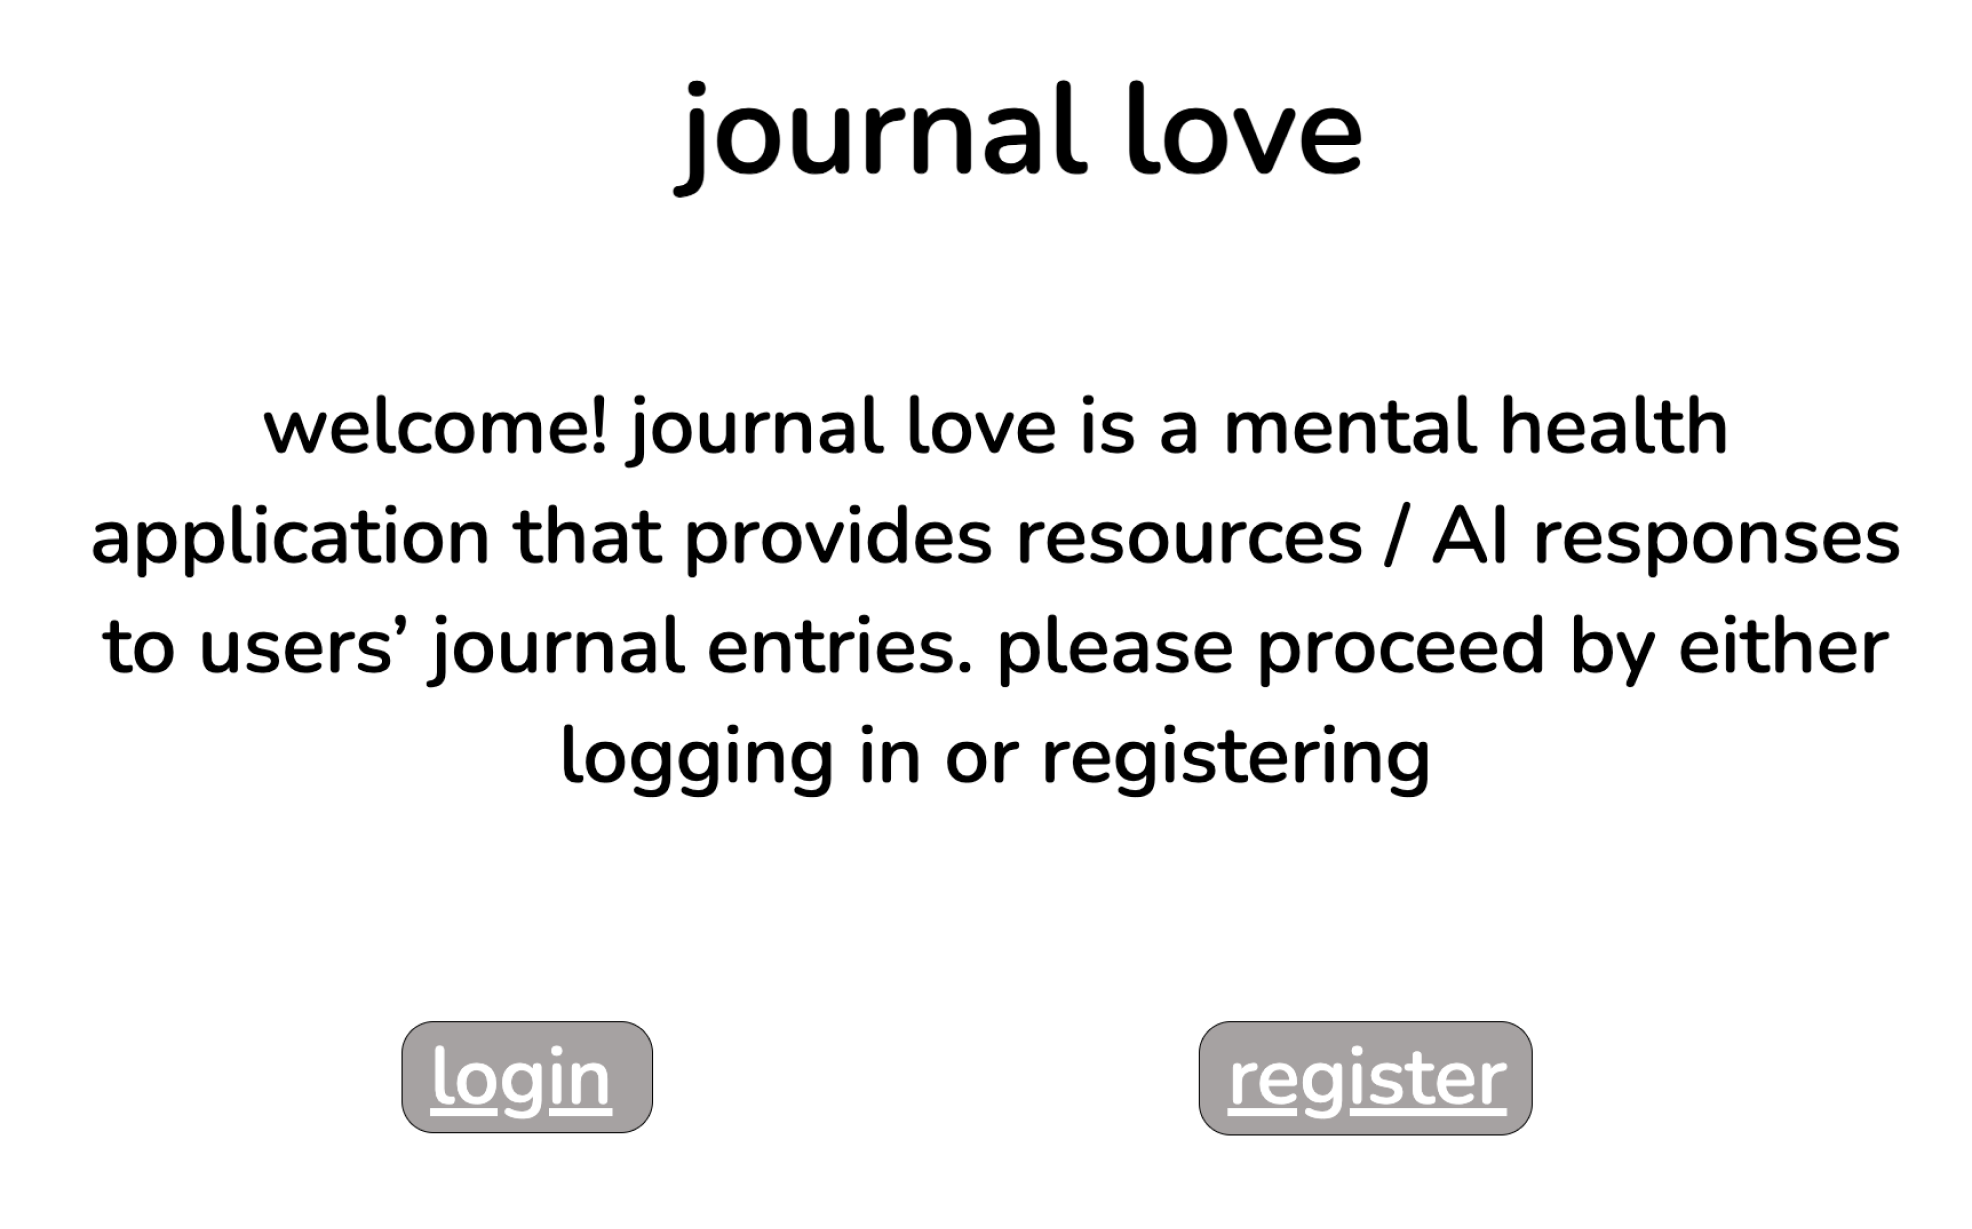 journal love
welcome! journal love is a mental health
application that provides resources / AI responses
to users’ journal entries. please proceed by either
logging in or registering
login
register